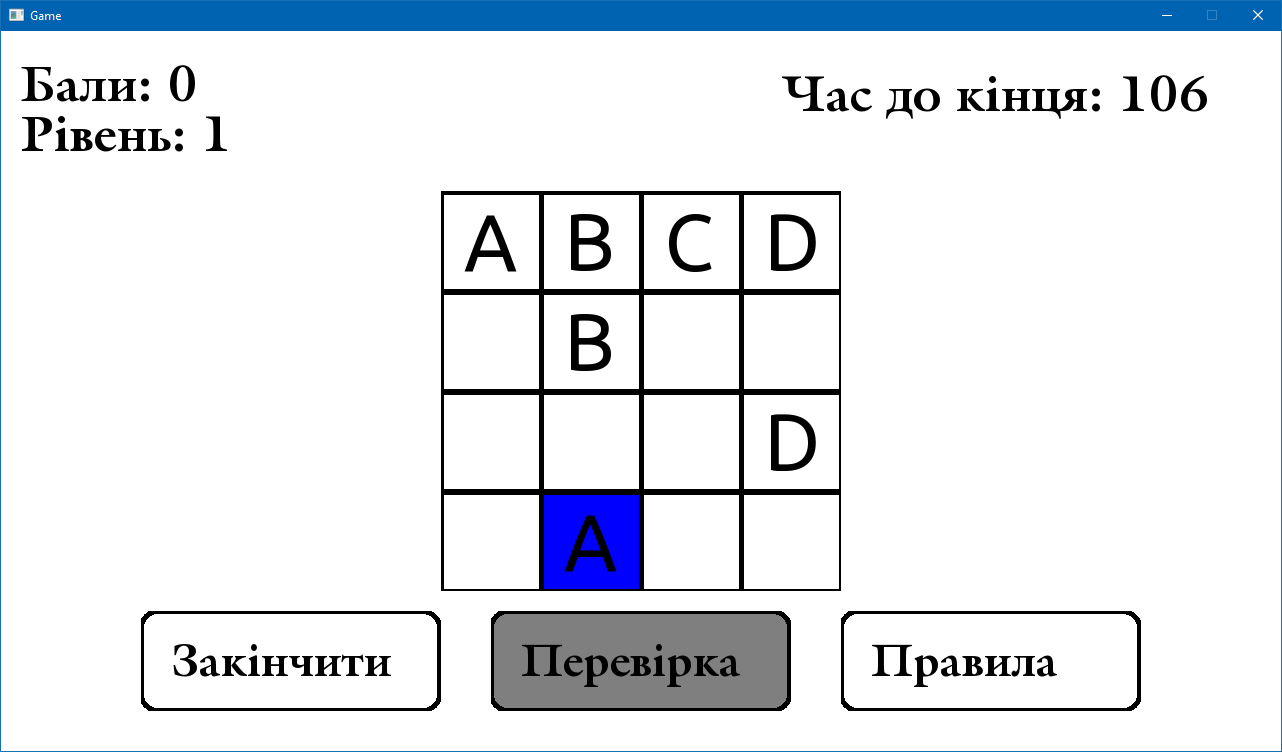 Game
Бали: 0
Рівень: 1
Час до кінця: 106
A B C D
B
D
A
Закінчити
Перевірка
Правила